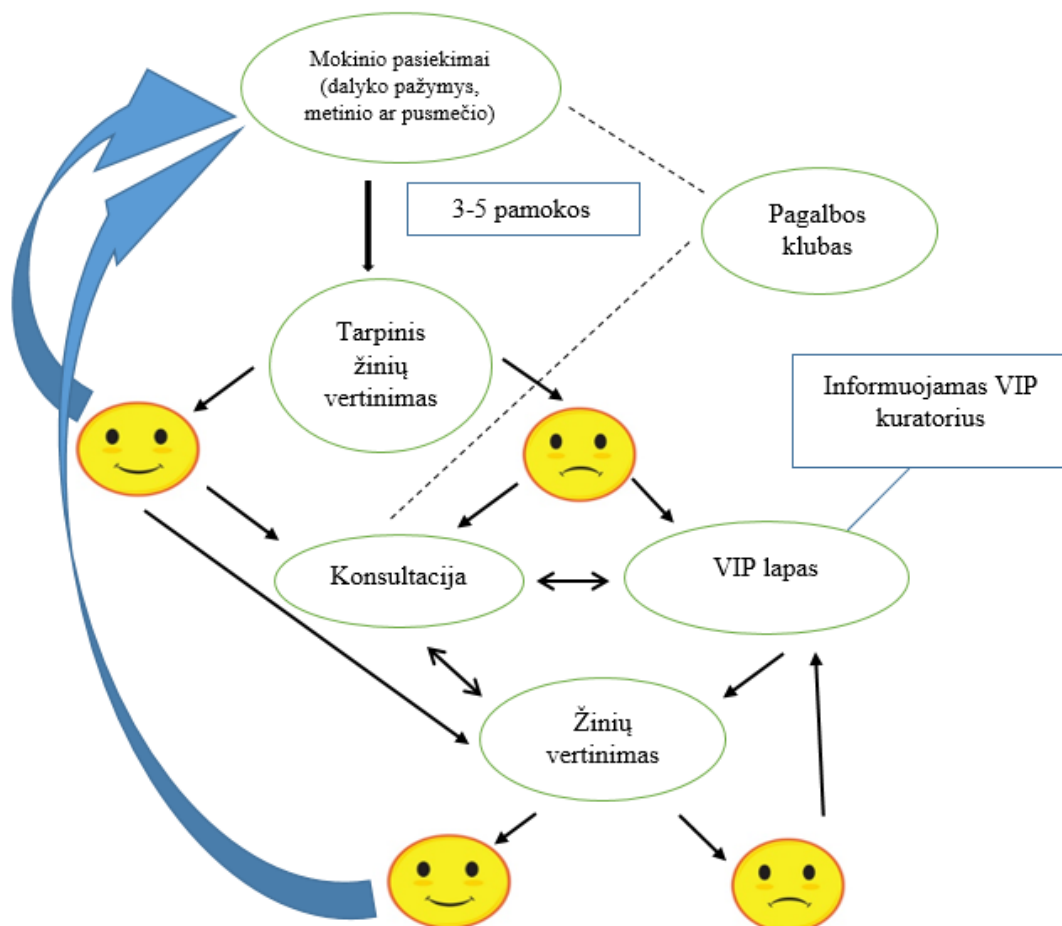 Mokinio pasiekimai
(dalyko pažymys,
metinio ar pusmečio)
3-5 pamokos
Pagalbos
klubas
Tarpinis
žinių
vertinimas
Informuojamas VIP
kuratorius
Konsultacija
VIP lapas
Žinių
vertinimas